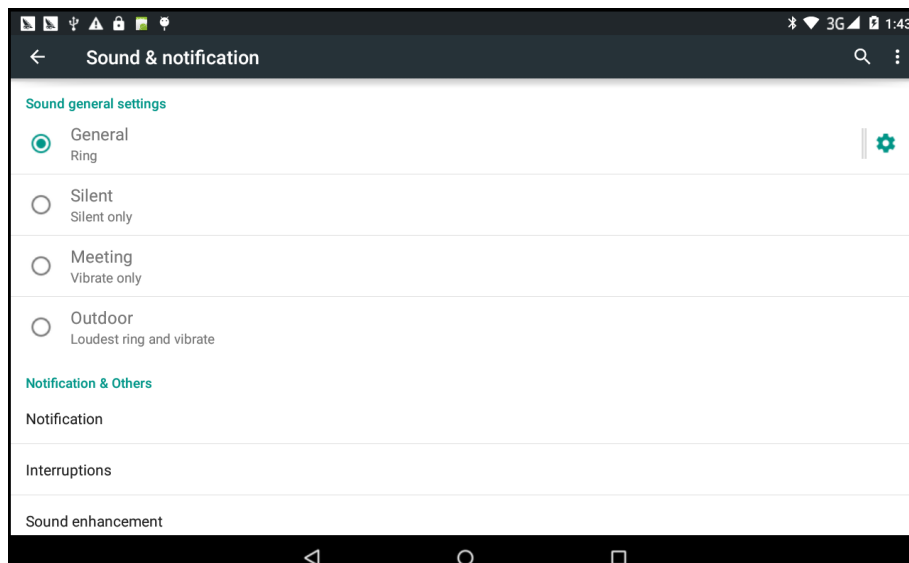 3G 1:43
Sound & notification
Sound general settings
General
Ring
Silent
Silent only
Meeting
Vibrate only
Outdoor
Loudest ring and vibrate
Notification & Others
Notification
Interruptions
Sound enhancement